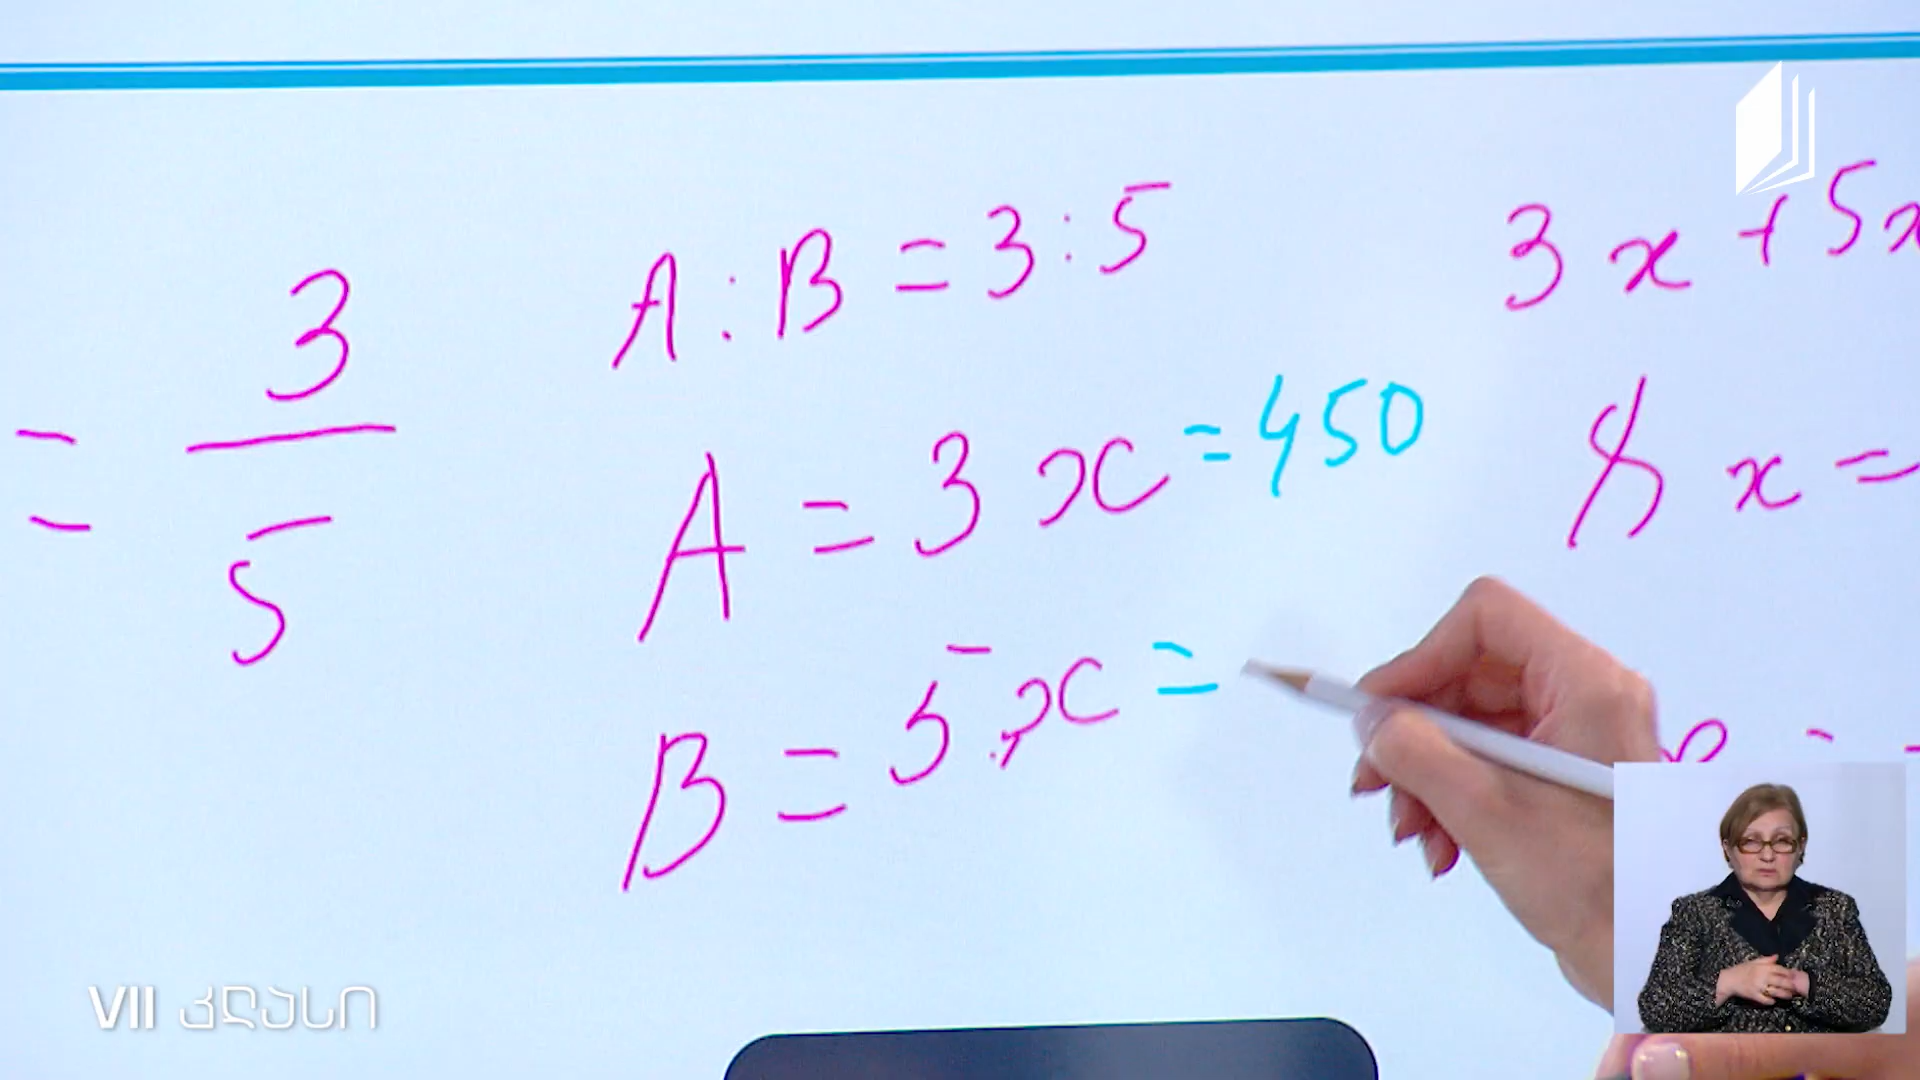 = 3/5
A : B = 3 : 5
A = 3x = 450
B = 5x =
3x + 5x
8x =
VII კლასი